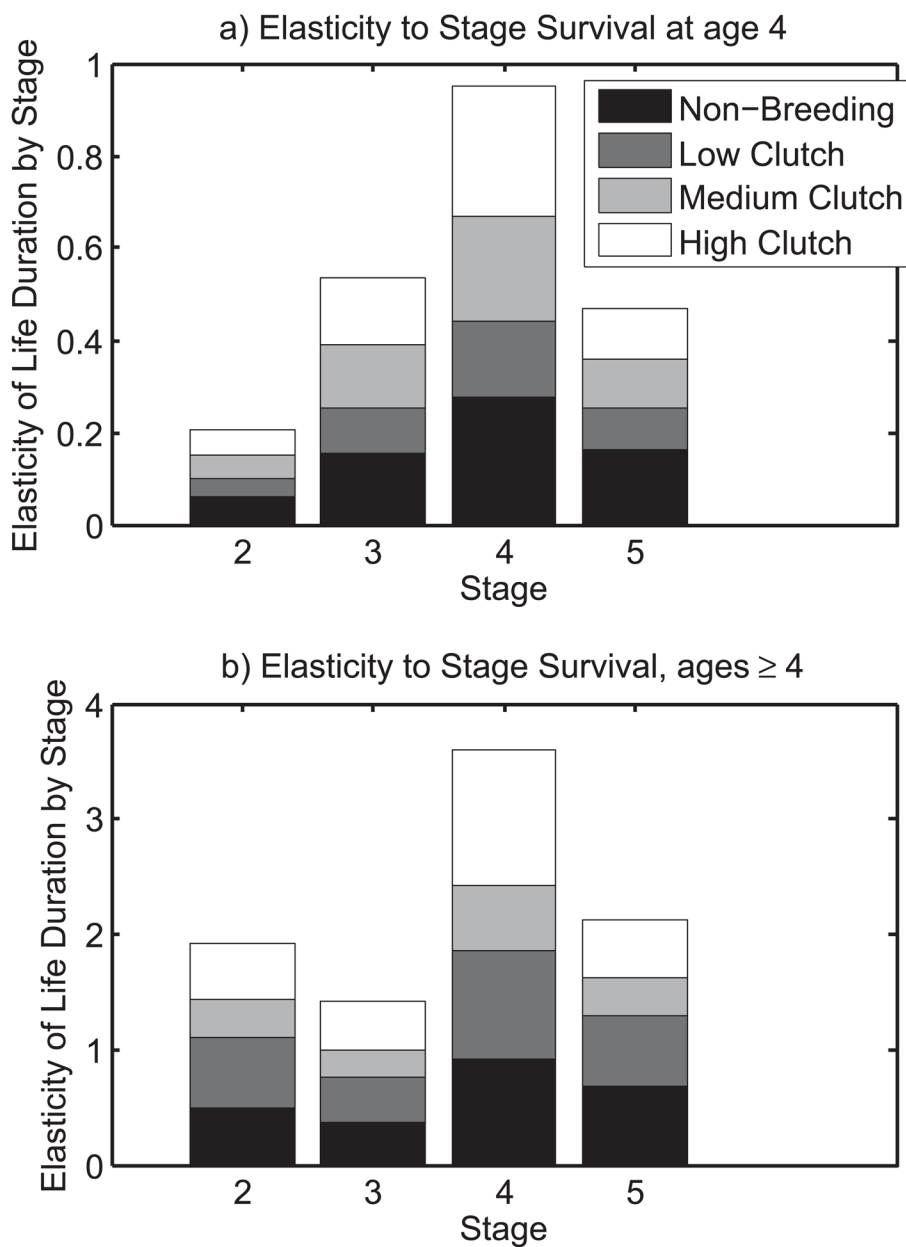 a) Elasticity to Stage Survival at age 4
Elasticity of Life Duration by Stage
1
0.8
0.6
0.4
0.2
0
Non−Breeding
Low Clutch
Medium Clutch
High Clutch
2 3 4 5
Stage
b) Elasticity to Stage Survival, ages ≥ 4
Elasticity of Life Duration by Stage
4
3
2
1
0
2 3 4 5
Stage